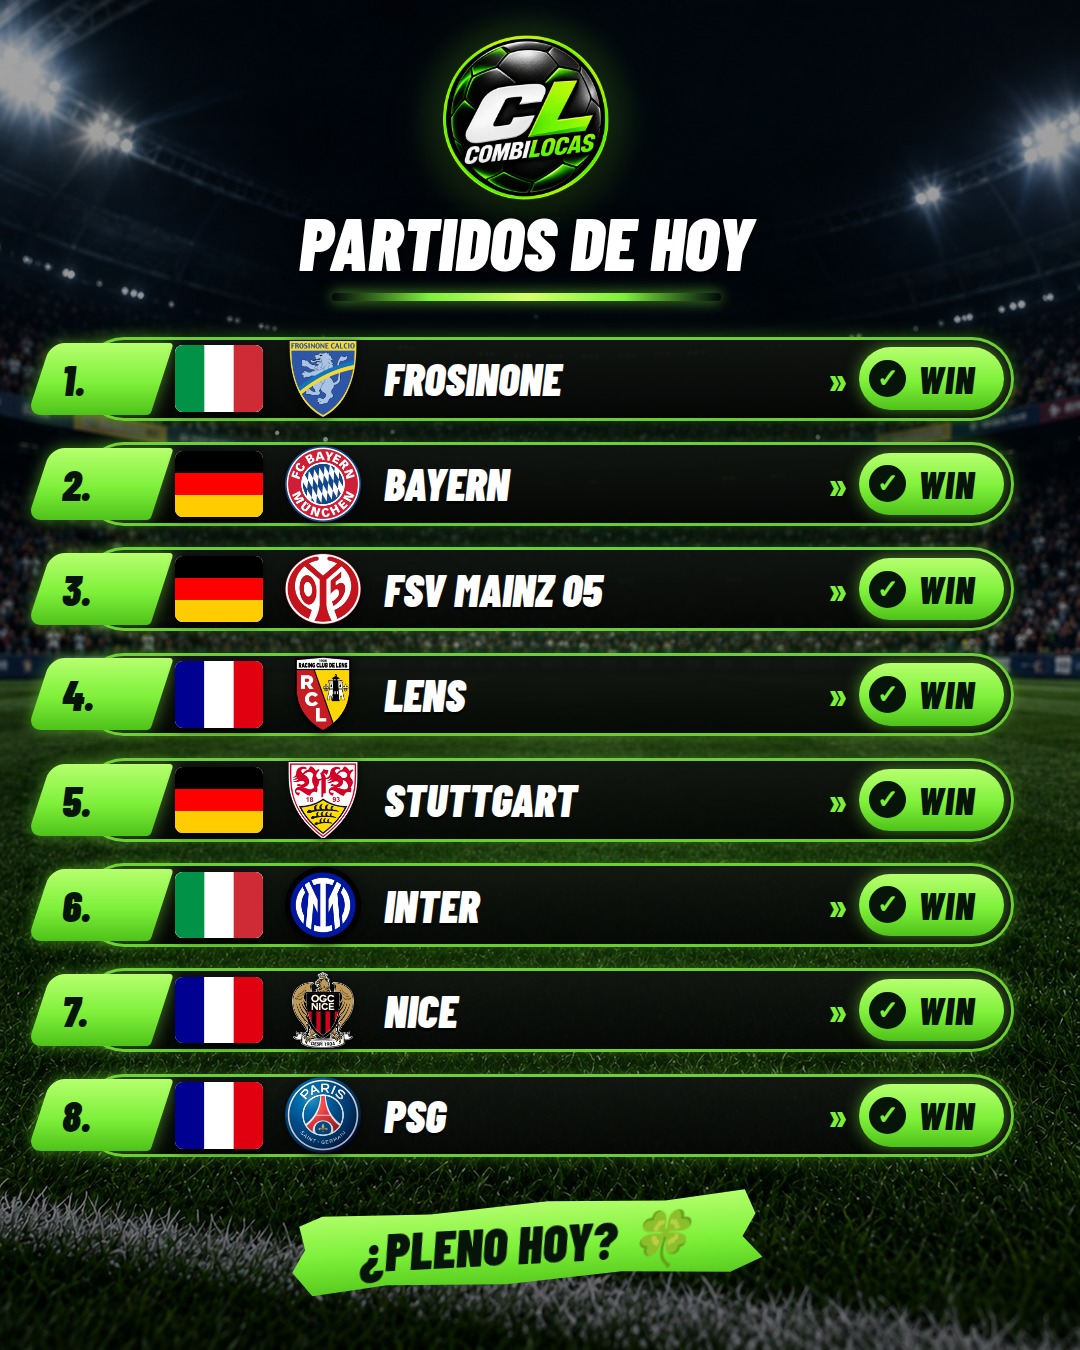 CL
COMBILOCAS
PARTIDOS DE HOY
1. FROSINONE CALCIO FROSINONE » ✓ WIN
2. FC BAYERN MÜNCHEN BAYERN » ✓ WIN
3. 05 FSV MAINZ 05 » ✓ WIN
4. 1906 RACING CLUB DE LENS RCL LENS » ✓ WIN
5. VfB 18 93 STUTTGART » ✓ WIN
6. IM INTER » ✓ WIN
7. OGC NICE NICE » ✓ WIN
8. PARIS SAINT-GERMAIN PSG » ✓ WIN
¿PLENO HOY? 🍀